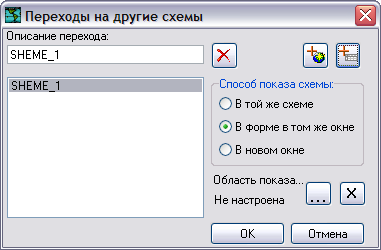 Переходы на другие схемы
Описание перехода:
SHEME_1
SHEME_1
Способ показа схемы:
В той же схеме
В форме в том же окне
В новом окне
Область показа...
Не настроена
...
OK
Отмена